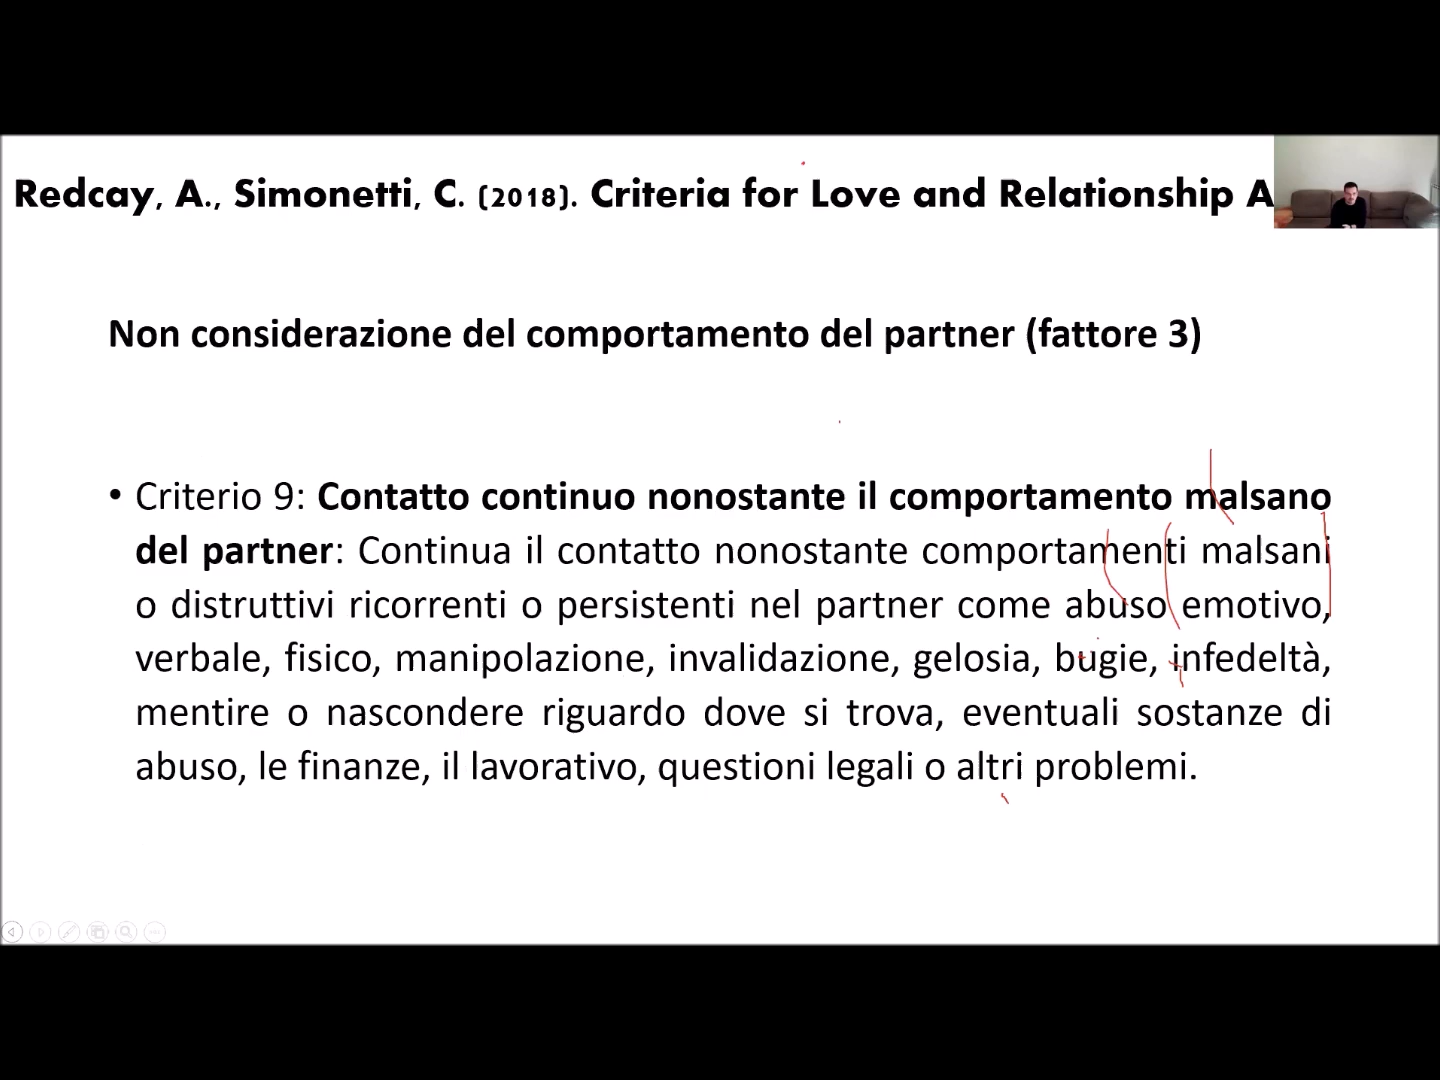 Redcay, A., Simonetti, C. (2018). Criteria for Love and Relationship A
Non considerazione del comportamento del partner (fattore 3)
• Criterio 9: Contatto continuo nonostante il comportamento malsano
del partner: Continua il contatto nonostante comportamenti malsani
o distruttivi ricorrenti o persistenti nel partner come abuso emotivo,
verbale, fisico, manipolazione, invalidazione, gelosia, bugie, infedeltà,
mentire o nascondere riguardo dove si trova, eventuali sostanze di
abuso, le finanze, il lavorativo, questioni legali o altri problemi.